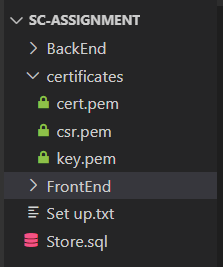 SC-ASSIGNMENT
BackEnd
certificates
cert.pem
csr.pem
key.pem
FrontEnd
Set up.txt
Store.sql